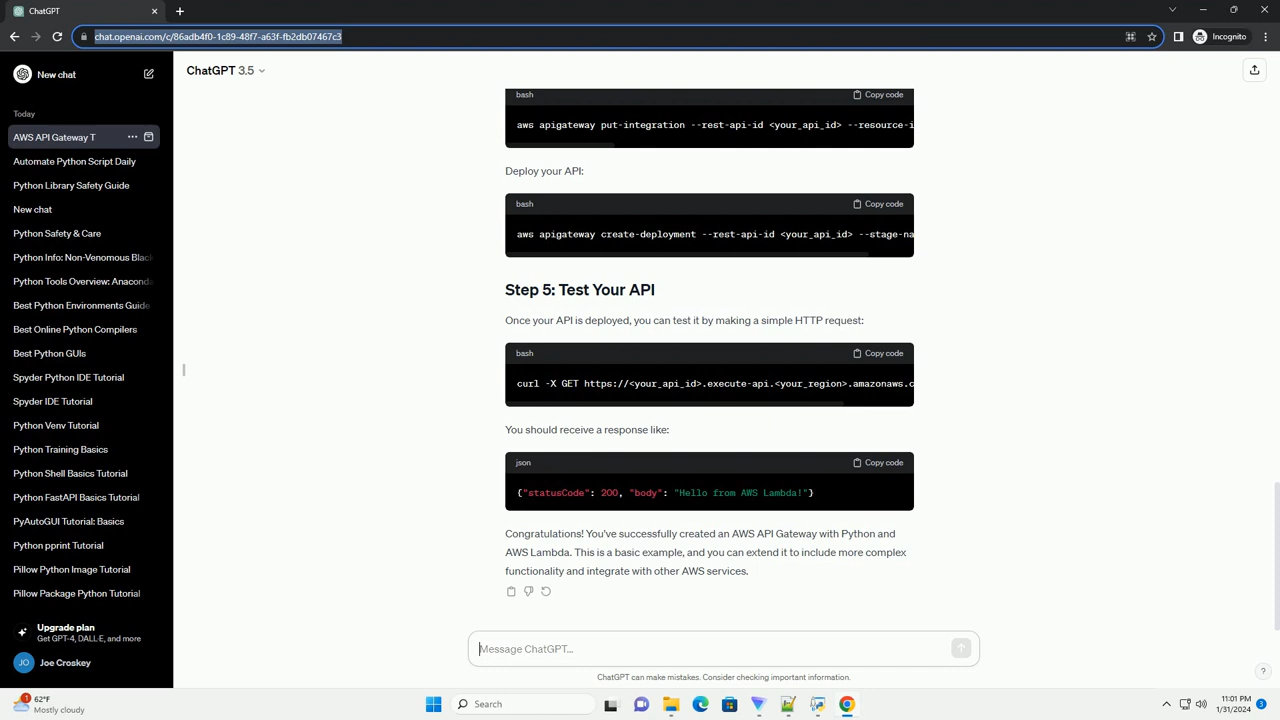 ChatGPT
chat.openai.com/c/86adb4f0-1c89-48f7-a63f-fb2db07467c3
Incognito
New chat
ChatGPT 3.5
Today
AWS API Gateway T
Automate Python Script Daily
Python Library Safety Guide
New chat
Python Safety & Care
Python Info: Non-Venomous Black
Python Tools Overview: Anaconda
Best Python Environments Guide
Best Online Python Compilers
Best Python GUIs
Spyder Python IDE Tutorial
Spyder IDE Tutorial
Python Venv Tutorial
Python Training Basics
Python Shell Basics Tutorial
Python FastAPI Basics Tutorial
PyAutoGUI Tutorial: Basics
Python pprint Tutorial
Pillow Python Image Tutorial
Pillow Package Python Tutorial
Upgrade plan
Get GPT-4, DALL·E, and more
JO Joe Croskey
bash Copy code
aws apigateway put-integration --rest-api-id <your_api_id> --resource-i
Deploy your API:
bash Copy code
aws apigateway create-deployment --rest-api-id <your_api_id> --stage-na
Step 5: Test Your API
Once your API is deployed, you can test it by making a simple HTTP request:
bash Copy code
curl -X GET https://<your_api_id>.execute-api.<your_region>.amazonaws.c
You should receive a response like:
json Copy code
{"statusCode": 200, "body": "Hello from AWS Lambda!"}
Congratulations! You've successfully created an AWS API Gateway with Python and
AWS Lambda. This is a basic example, and you can extend it to include more complex
functionality and integrate with other AWS services.
Message ChatGPT...
ChatGPT can make mistakes. Consider checking important information.
?
1
62°F
Mostly cloudy
Search
11:01 PM
1/31/2024
3